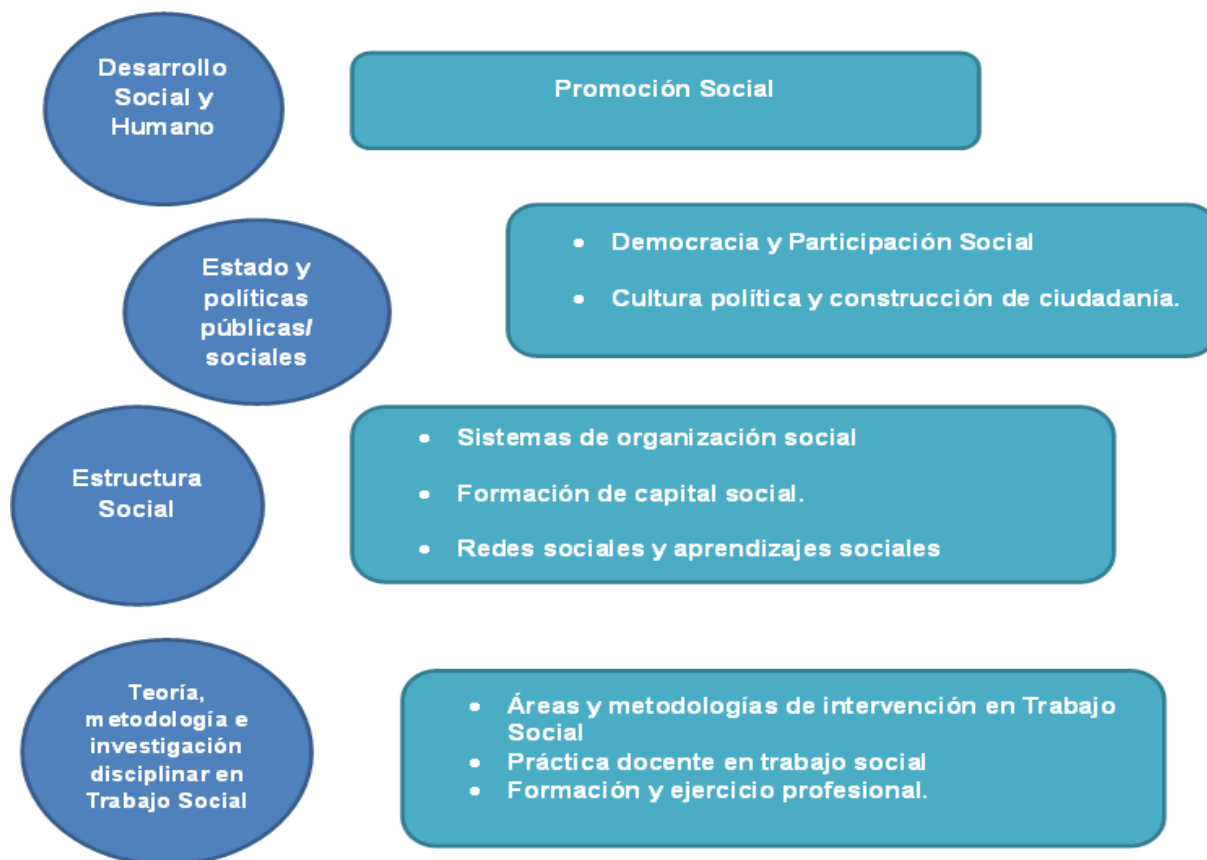 Desarrollo
Social y
Humano
Promoción Social
Estado y
políticas
públicas/
sociales
• Democracia y Participación Social
• Cultura política y construcción de ciudadanía.
Estructura
Social
• Sistemas de organización social
• Formación de capital social.
• Redes sociales y aprendizajes sociales
Teoría,
metodología e
investigación
disciplinar en
Trabajo Social
• Áreas y metodologías de intervención en Trabajo
Social
• Práctica docente en trabajo social
• Formación y ejercicio profesional.